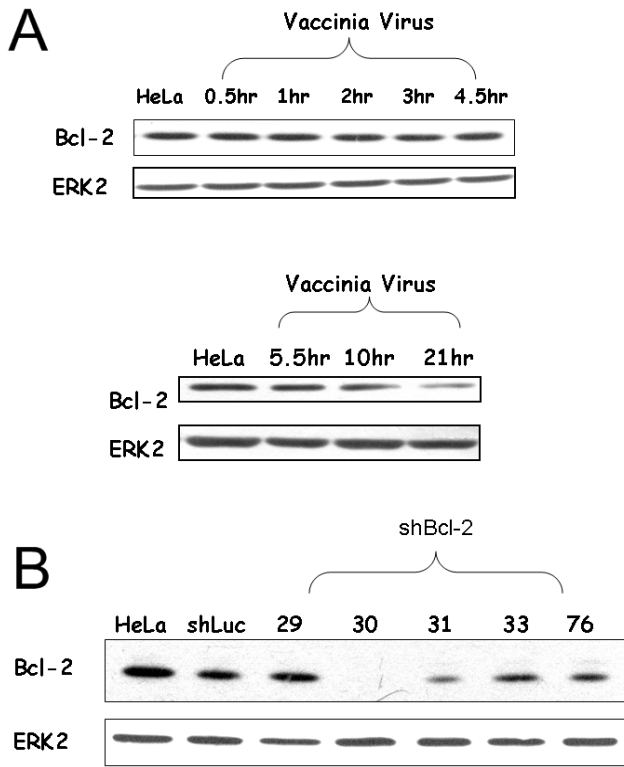 A
Vaccinia Virus
HeLa 0.5hr 1hr 2hr 3hr 4.5hr
Bcl-2
ERK2
Vaccinia Virus
HeLa 5.5hr 10hr 21hr
Bcl-2
ERK2
B
shBcl-2
HeLa shLuc 29 30 31 33 76
Bcl-2
ERK2